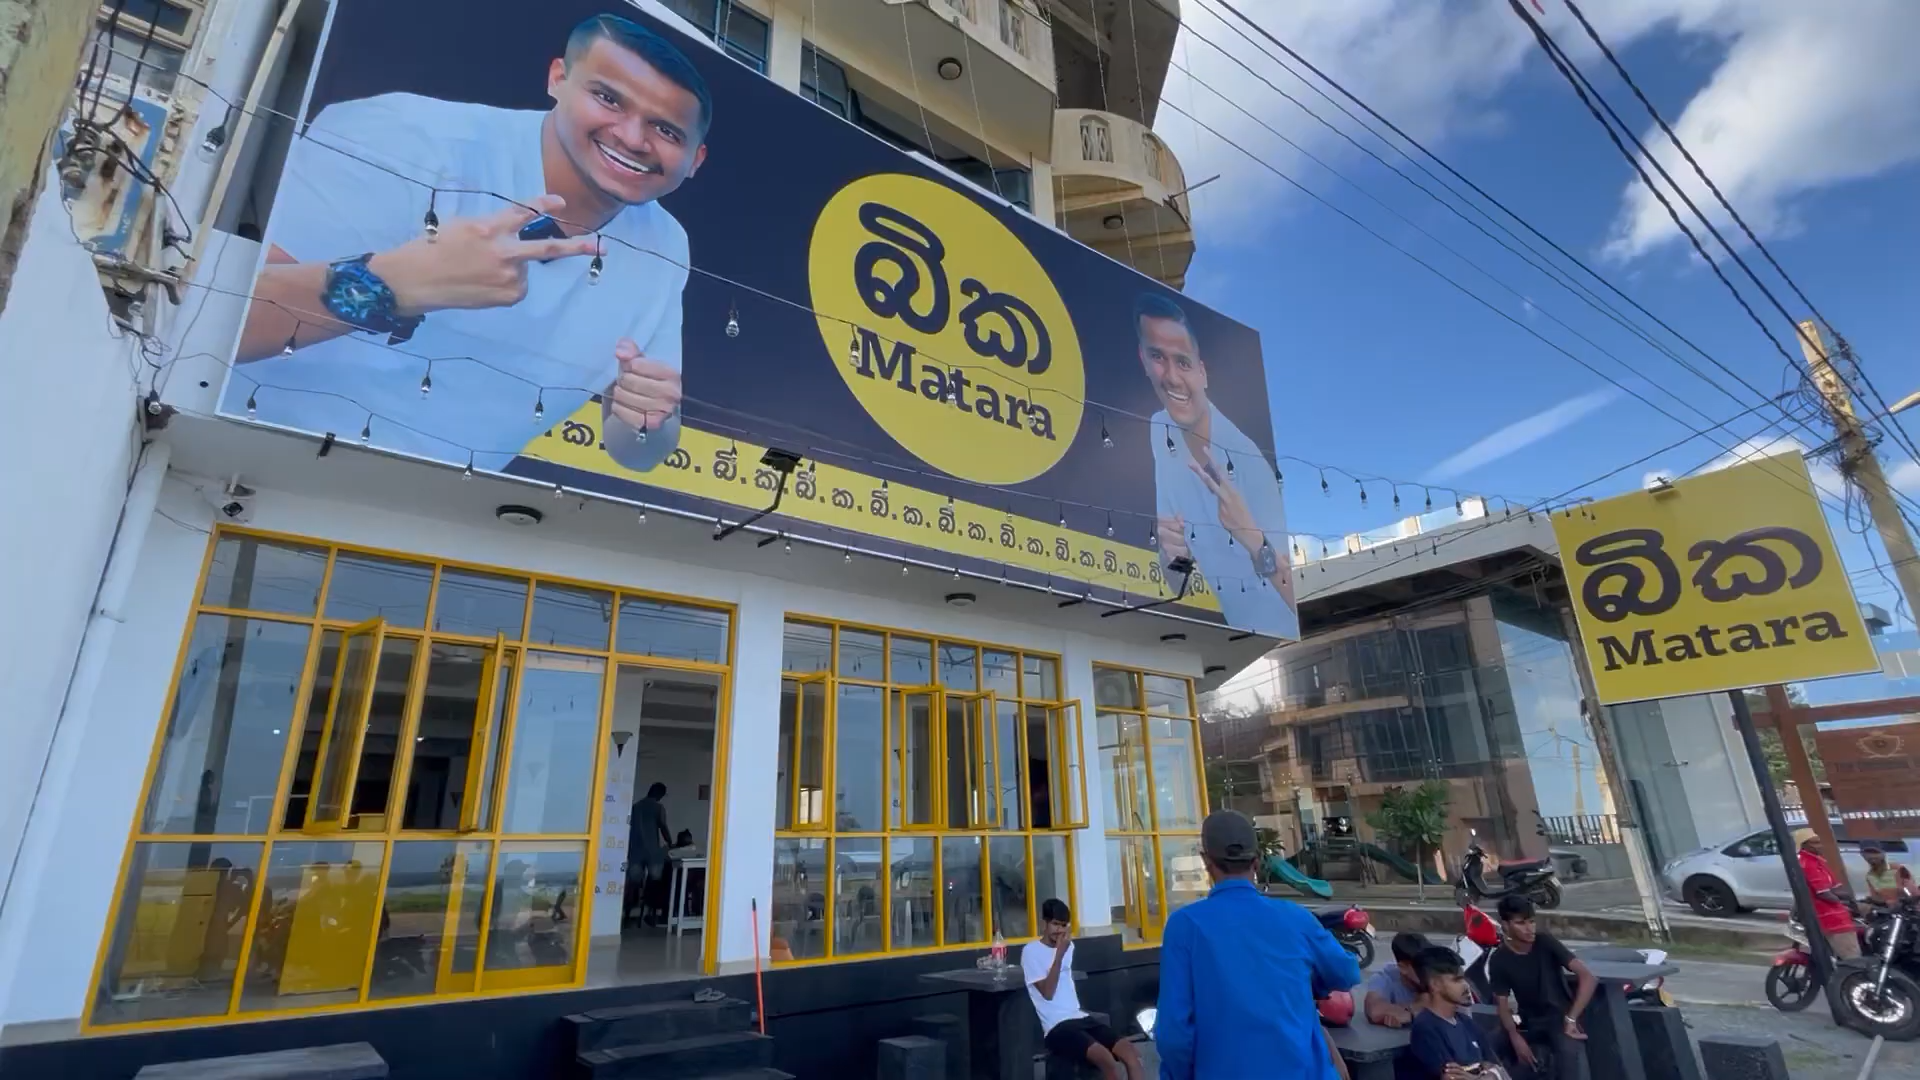 බික
Matara
ක. ක. බි. ක. බි. ක. බි. ක. බි. ක. බි. ක. බි. ක. බි. ක. බි. බි.
බික
Matara